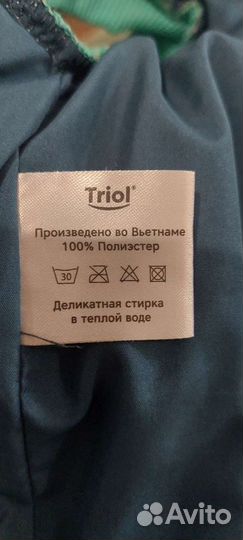 Triol®
Произведено во Вьетнаме
100% Полиэстер
30
Деликатная стирка
в теплой воде
Avito